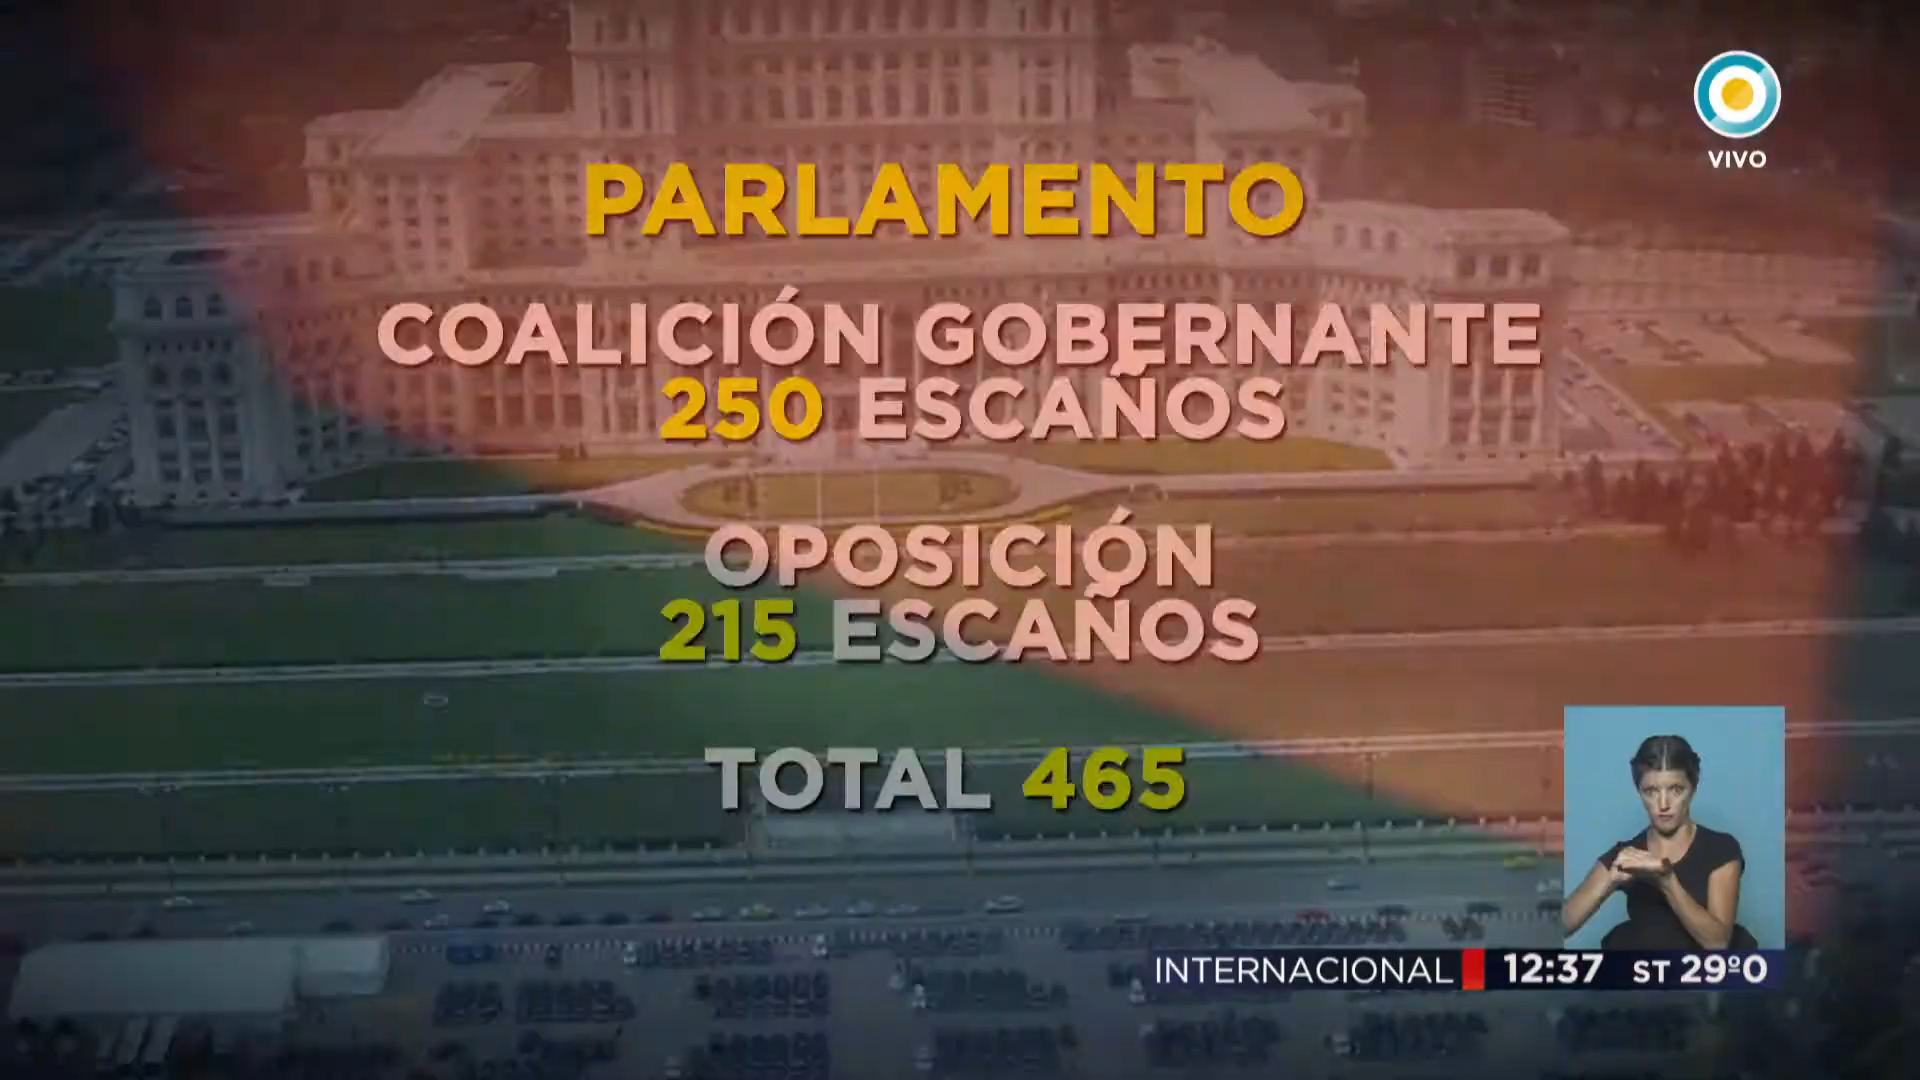 VIVO
PARLAMENTO
COALICIÓN GOBERNANTE
250 ESCAÑOS
OPOSICIÓN
215 ESCAÑOS
TOTAL 465
INTERNACIONAL 12:37 ST 29º0